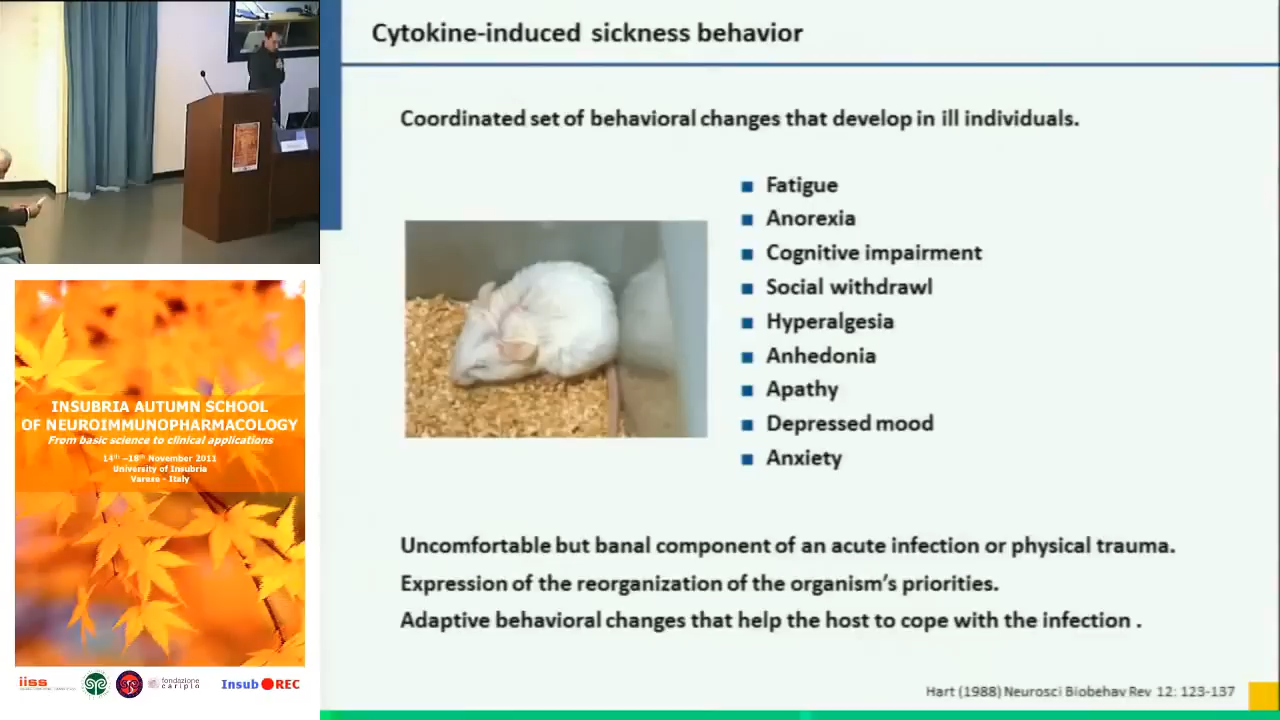 Cytokine-induced sickness behavior
Coordinated set of behavioral changes that develop in ill individuals.
Fatigue
Anorexia
Cognitive impairment
Social withdrawl
Hyperalgesia
Anhedonia
Apathy
Depressed mood
Anxiety
Uncomfortable but banal component of an acute infection or physical trauma.
Expression of the reorganization of the organism's priorities.
Adaptive behavioral changes that help the host to cope with the infection .
Hart (1988) Neurosci Biobehav Rev 12: 123-137
INSUBRIA AUTUMN SCHOOL
OF NEUROIMMUNOPHARMACOLOGY
From basic science to clinical applications
14th –18th November 2011
University of Insubria
Varese - Italy
iiss
fondazione
cariplo
Insub REC